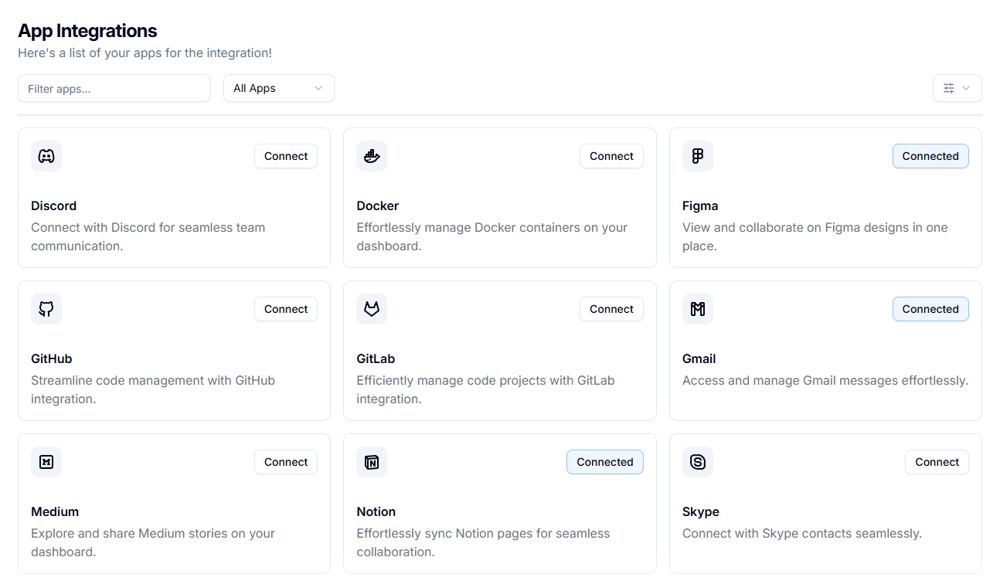 App Integrations
Here's a list of your apps for the integration!
Filter apps...
All Apps
Connect
Discord
Connect with Discord for seamless team
communication.
Connect
Docker
Effortlessly manage Docker containers on your
dashboard.
Connected
Figma
View and collaborate on Figma designs in one
place.
Connect
GitHub
Streamline code management with GitHub
integration.
Connect
GitLab
Efficiently manage code projects with GitLab
integration.
Connected
Gmail
Access and manage Gmail messages effortlessly.
Connect
Medium
Explore and share Medium stories on your
dashboard.
Connected
Notion
Effortlessly sync Notion pages for seamless
collaboration.
Connect
Skype
Connect with Skype contacts seamlessly.